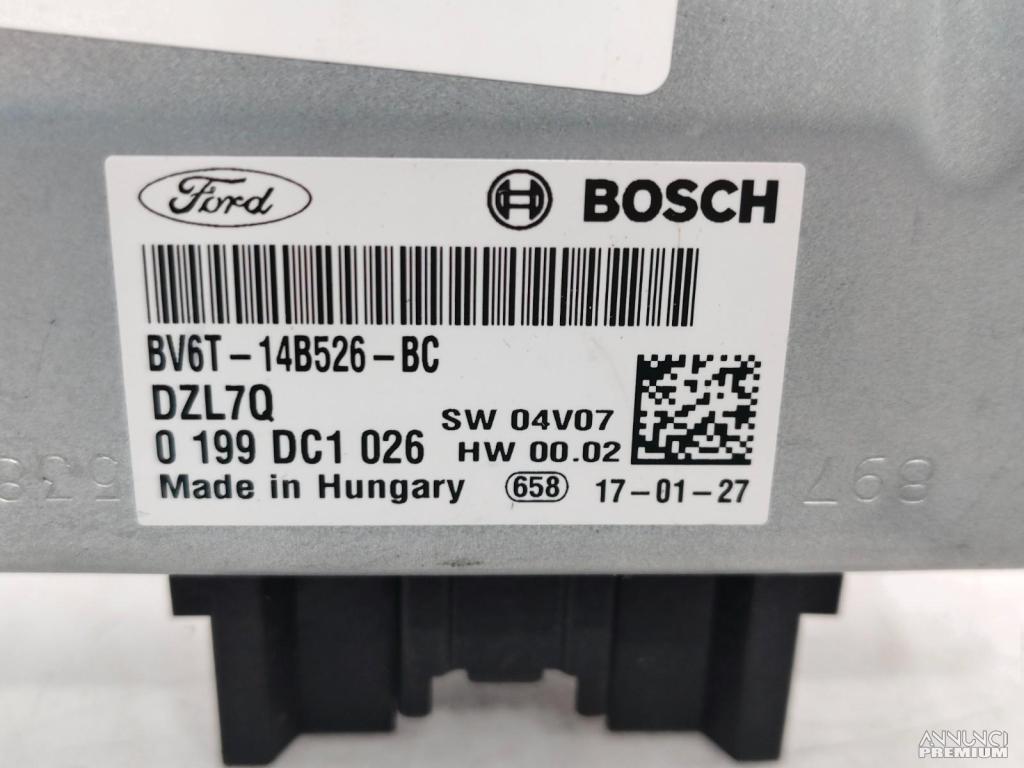 Ford BOSCH
BV6T-14B526-BC
DZL7Q
SW 04V07
0 199 DC1 026
HW 00.02
Made in Hungary 658 17-01-27
897
ANNUNCI
PREMIUM